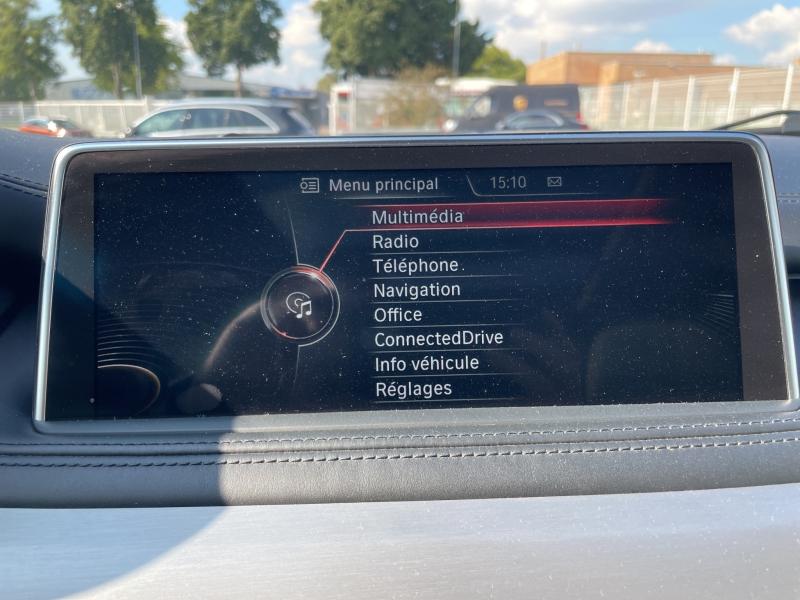 Menu principal 15:10
Multimédia
Radio
Téléphone
Navigation
Office
ConnectedDrive
Info véhicule
Réglages